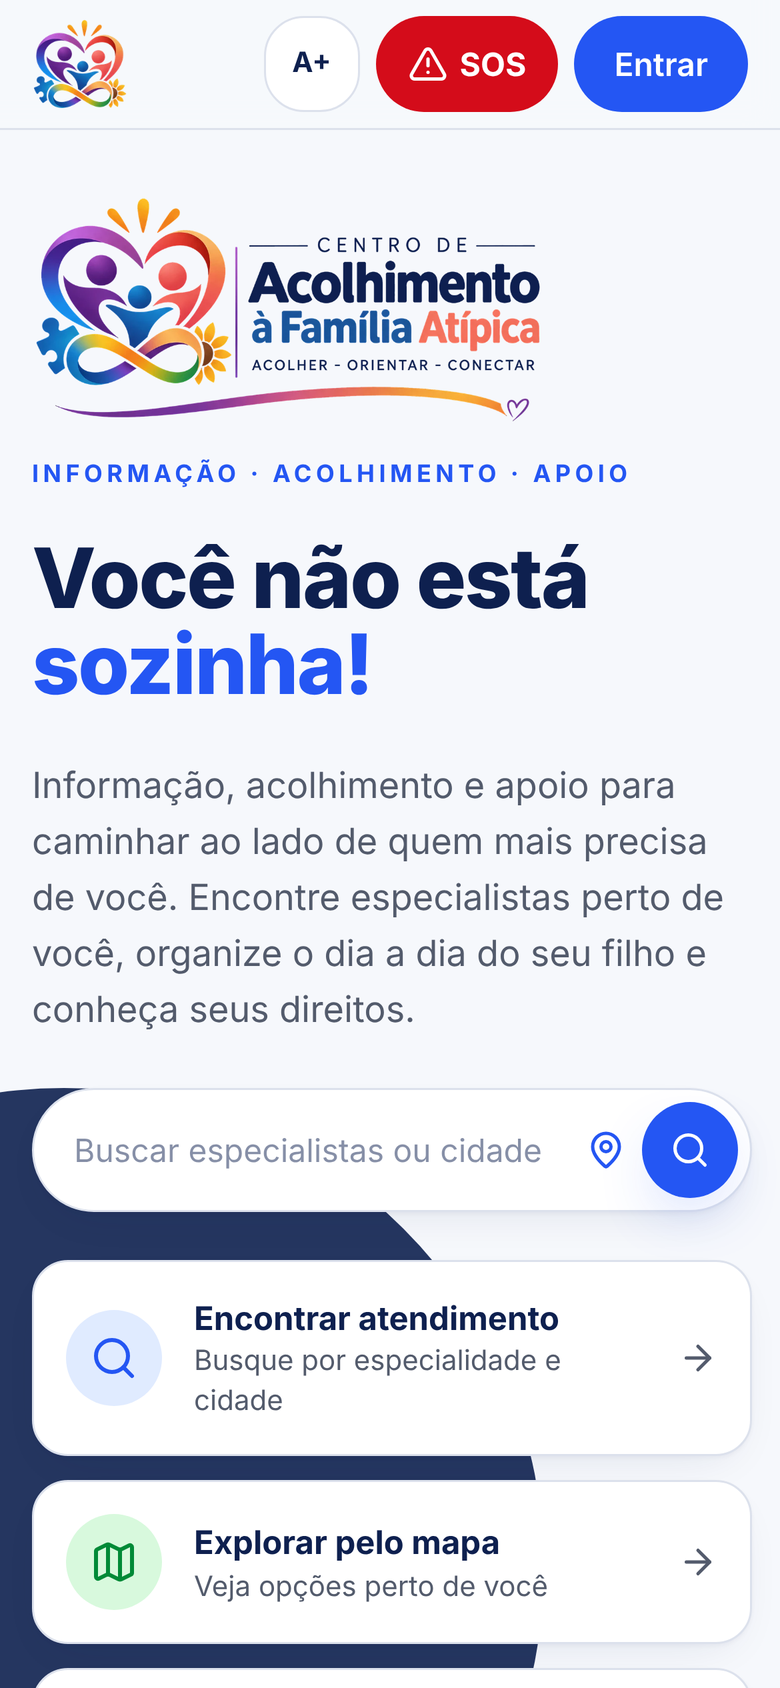 A+
SOS
Entrar
CENTRO DE
Acolhimento
à Família Atípica
ACOLHER - ORIENTAR - CONECTAR
INFORMAÇÃO · ACOLHIMENTO · APOIO
Você não está
sozinha!
Informação, acolhimento e apoio para
caminhar ao lado de quem mais precisa
de você. Encontre especialistas perto de
você, organize o dia a dia do seu filho e
conheça seus direitos.
Buscar especialistas ou cidade
Encontrar atendimento
Busque por especialidade e
cidade
Explorar pelo mapa
Veja opções perto de você